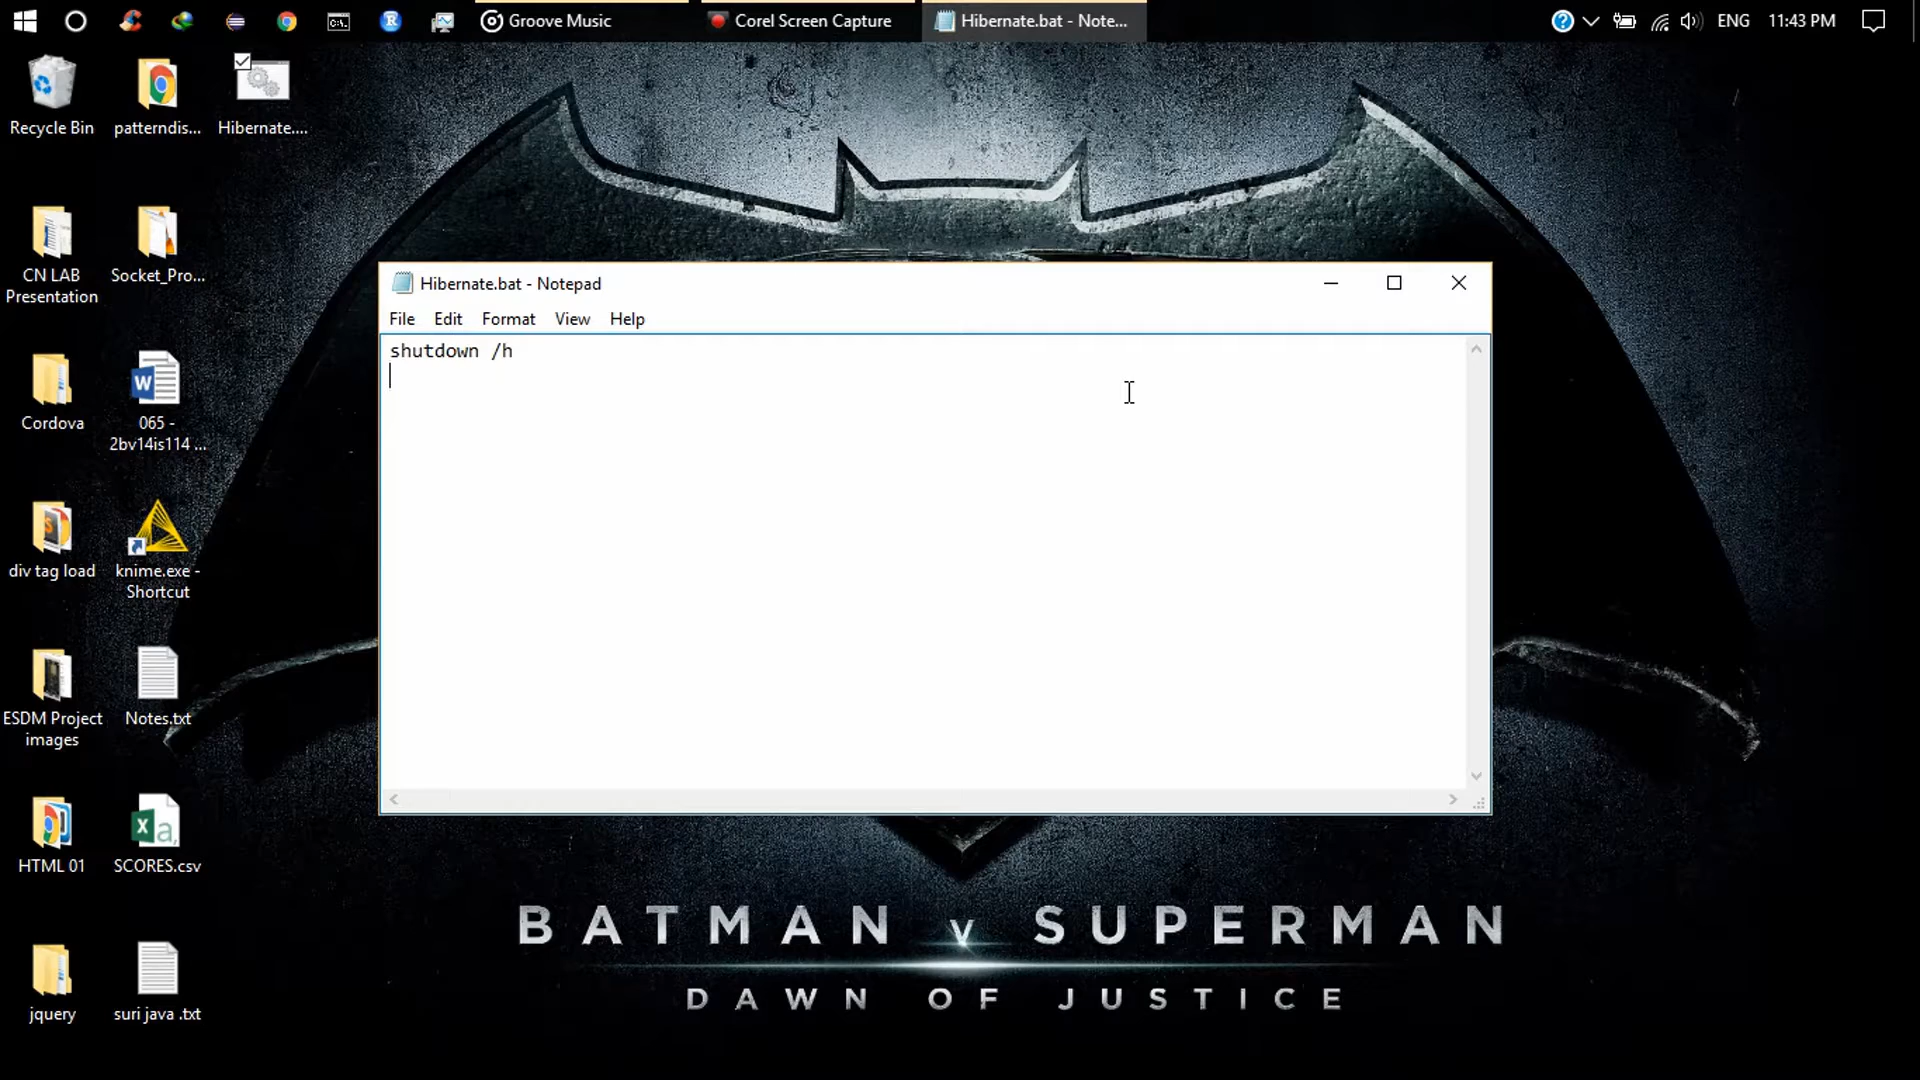 Groove Music
Corel Screen Capture
Hibernate.bat - Note...
ENG
11:43 PM
Recycle Bin
patterndis...
Hibernate....
CN LAB
Presentation
Socket_Pro...
Cordova
065 -
2bv14is114 ...
div tag load
knime.exe -
Shortcut
ESDM Project
images
Notes.txt
HTML 01
SCORES.csv
jquery
suri java .txt
Hibernate.bat - Notepad
File Edit Format View Help
shutdown /h
BATMAN v SUPERMAN
DAWN OF JUSTICE